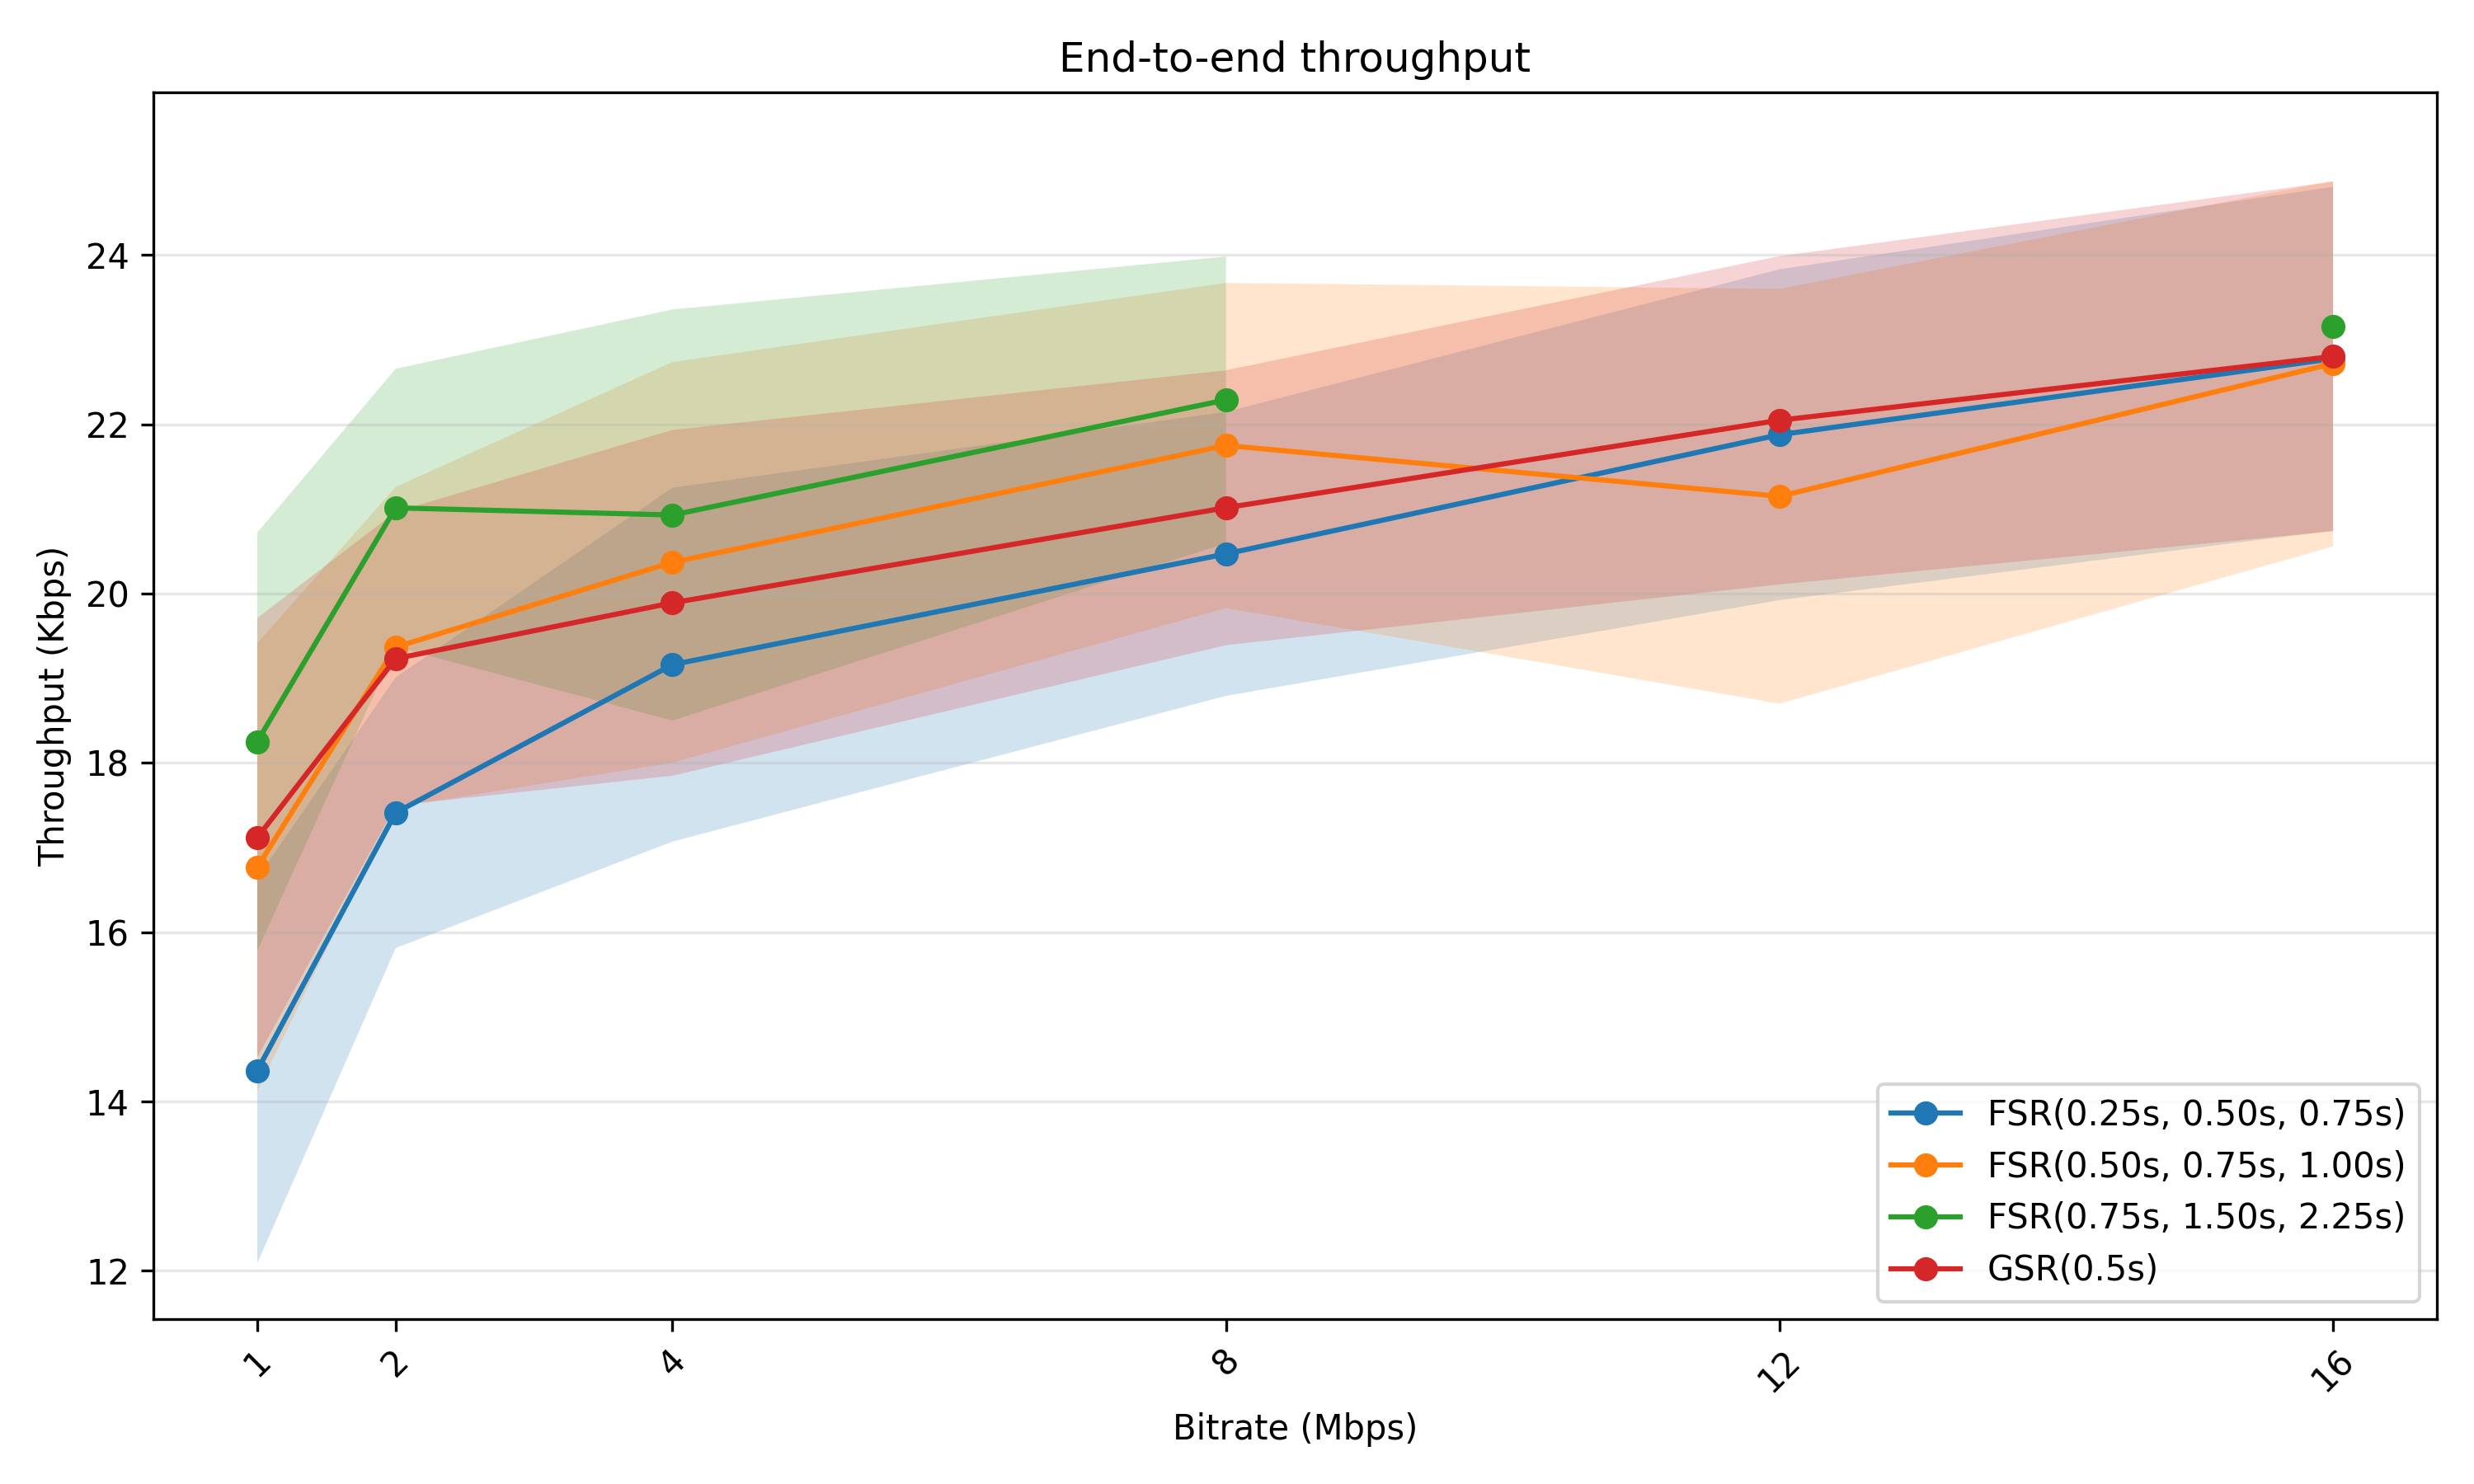 End-to-end throughput
Throughput (Kbps)
24
22
20
18
16
14
12
1
2
4
8
12
16
Bitrate (Mbps)
FSR(0.25s, 0.50s, 0.75s)
FSR(0.50s, 0.75s, 1.00s)
FSR(0.75s, 1.50s, 2.25s)
GSR(0.5s)